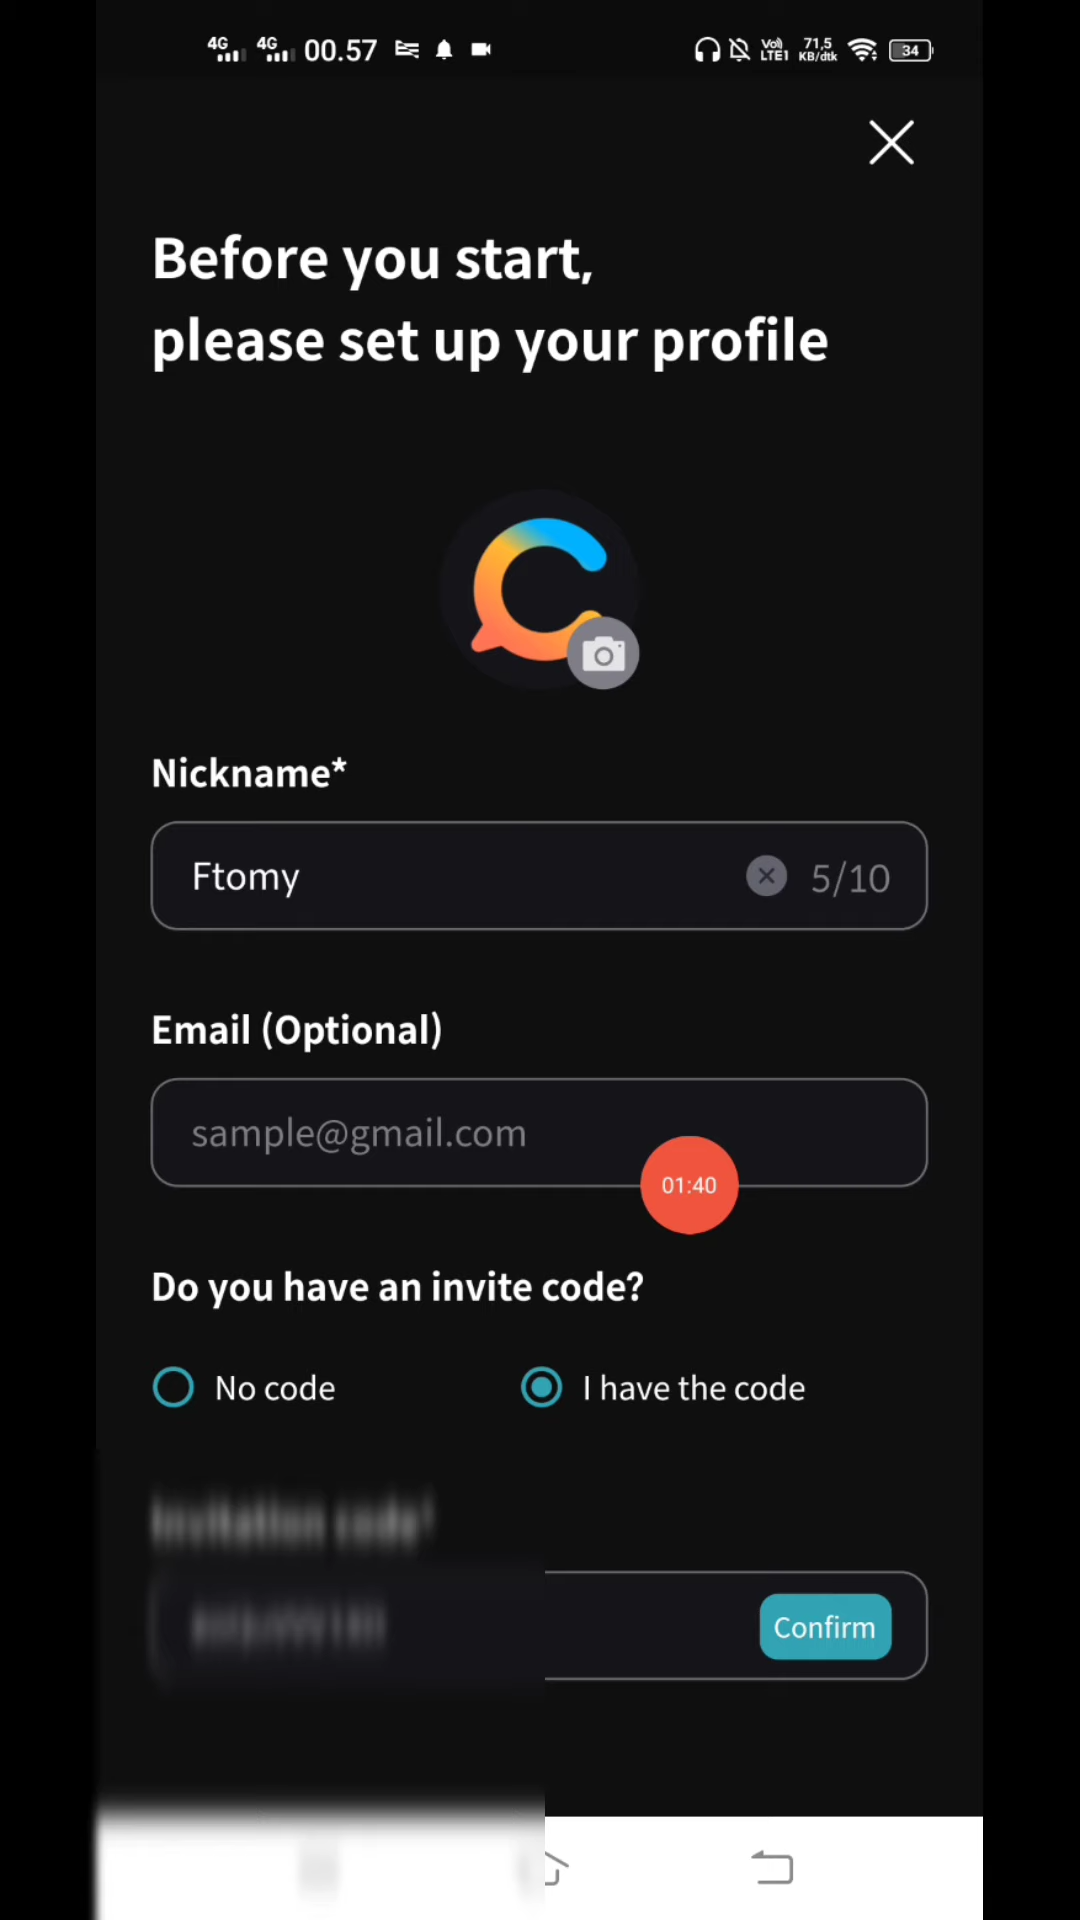 4G 4G 00.57 Vo)) LTE1 71,5 KB/dtk 34
Before you start,
please set up your profile
Nickname*
Ftomy 5/10
Email (Optional)
sample@gmail.com
01:40
Do you have an invite code?
No code I have the code
Invitation code
Confirm